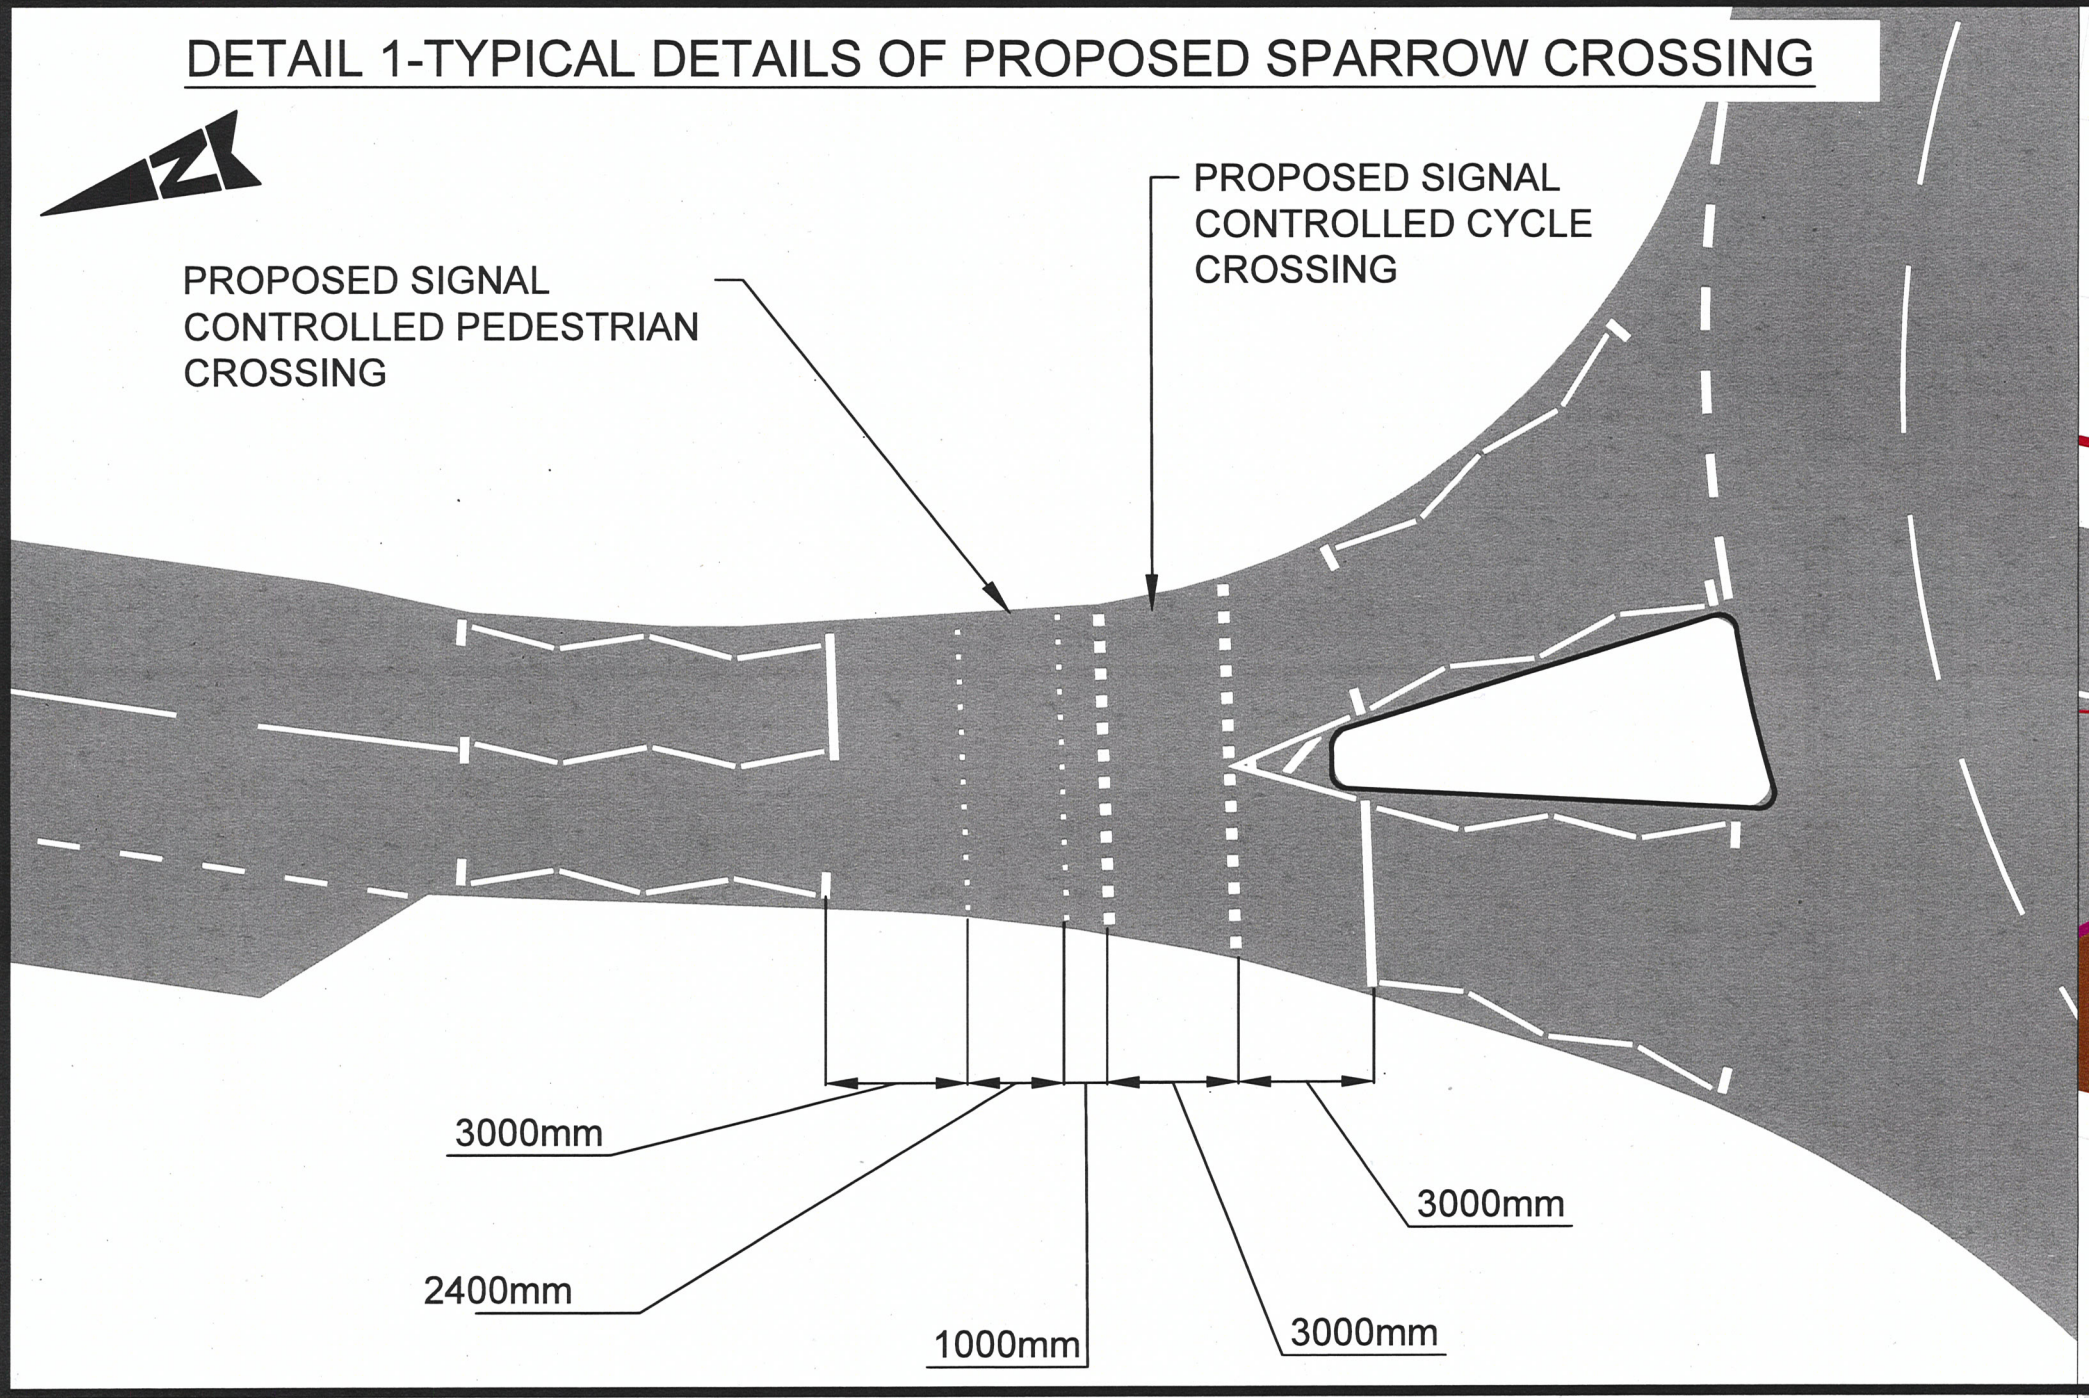 DETAIL 1-TYPICAL DETAILS OF PROPOSED SPARROW CROSSING
N
PROPOSED SIGNAL
CONTROLLED CYCLE
CROSSING
PROPOSED SIGNAL
CONTROLLED PEDESTRIAN
CROSSING
3000mm
3000mm
2400mm
3000mm
1000mm